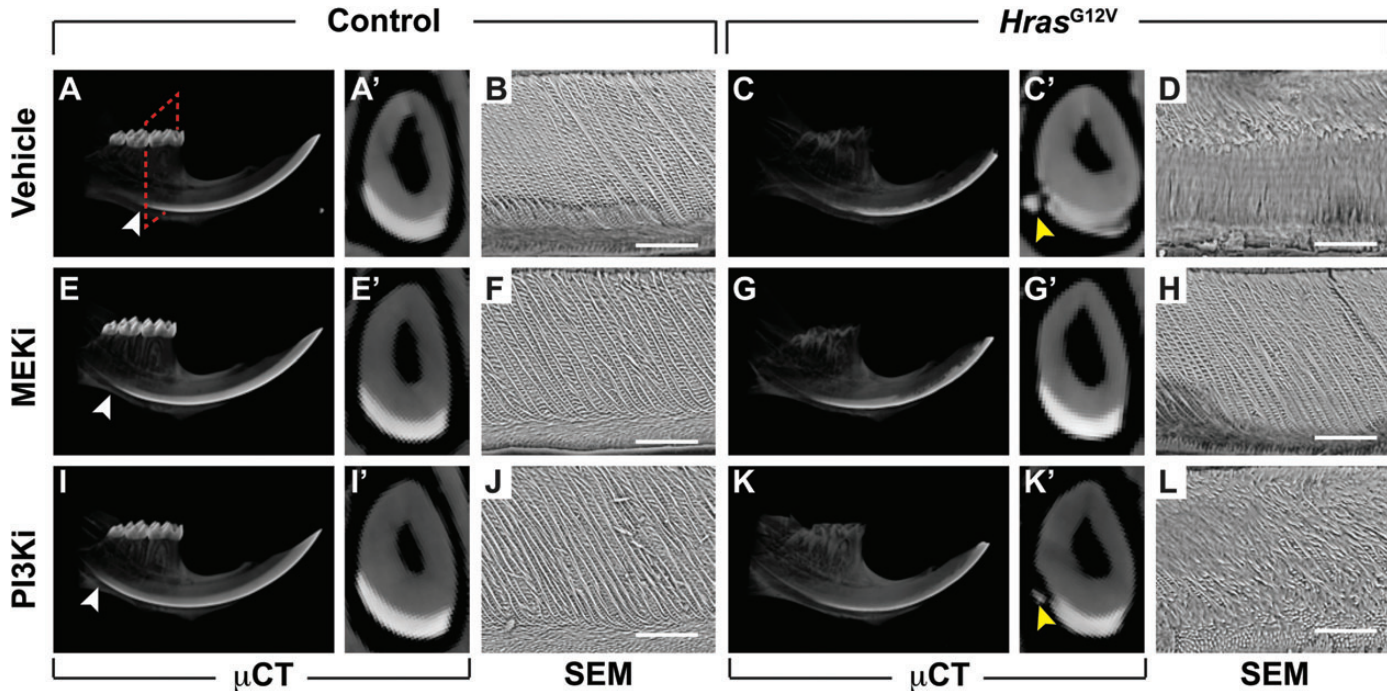 Control
Hras^G12V
Vehicle
A
A’
B
C
C’
D
MEKi
E
E’
F
G
G’
H
PI3Ki
I
I’
J
K
K’
L
μCT
SEM
μCT
SEM